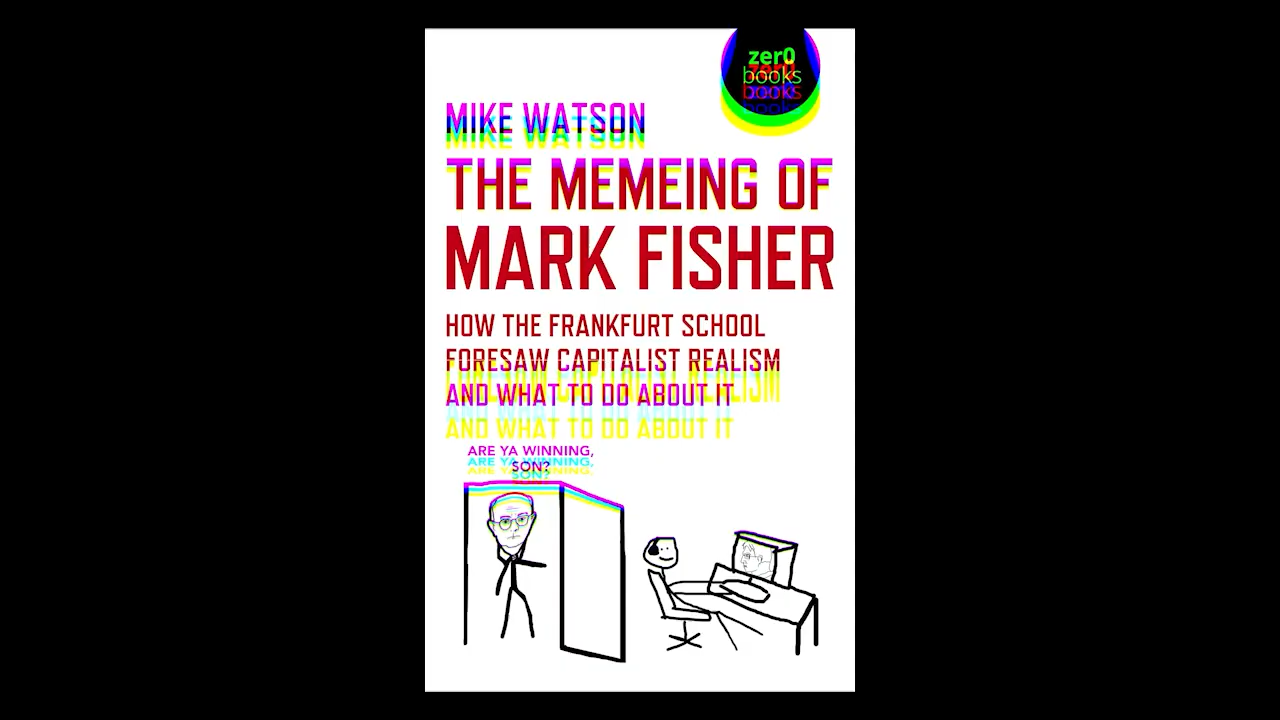 zer0
books
MIKE WATSON
THE MEMEING OF
MARK FISHER
HOW THE FRANKFURT SCHOOL
FORESAW CAPITALIST REALISM
AND WHAT TO DO ABOUT IT
ARE YA WINNING,
SON?